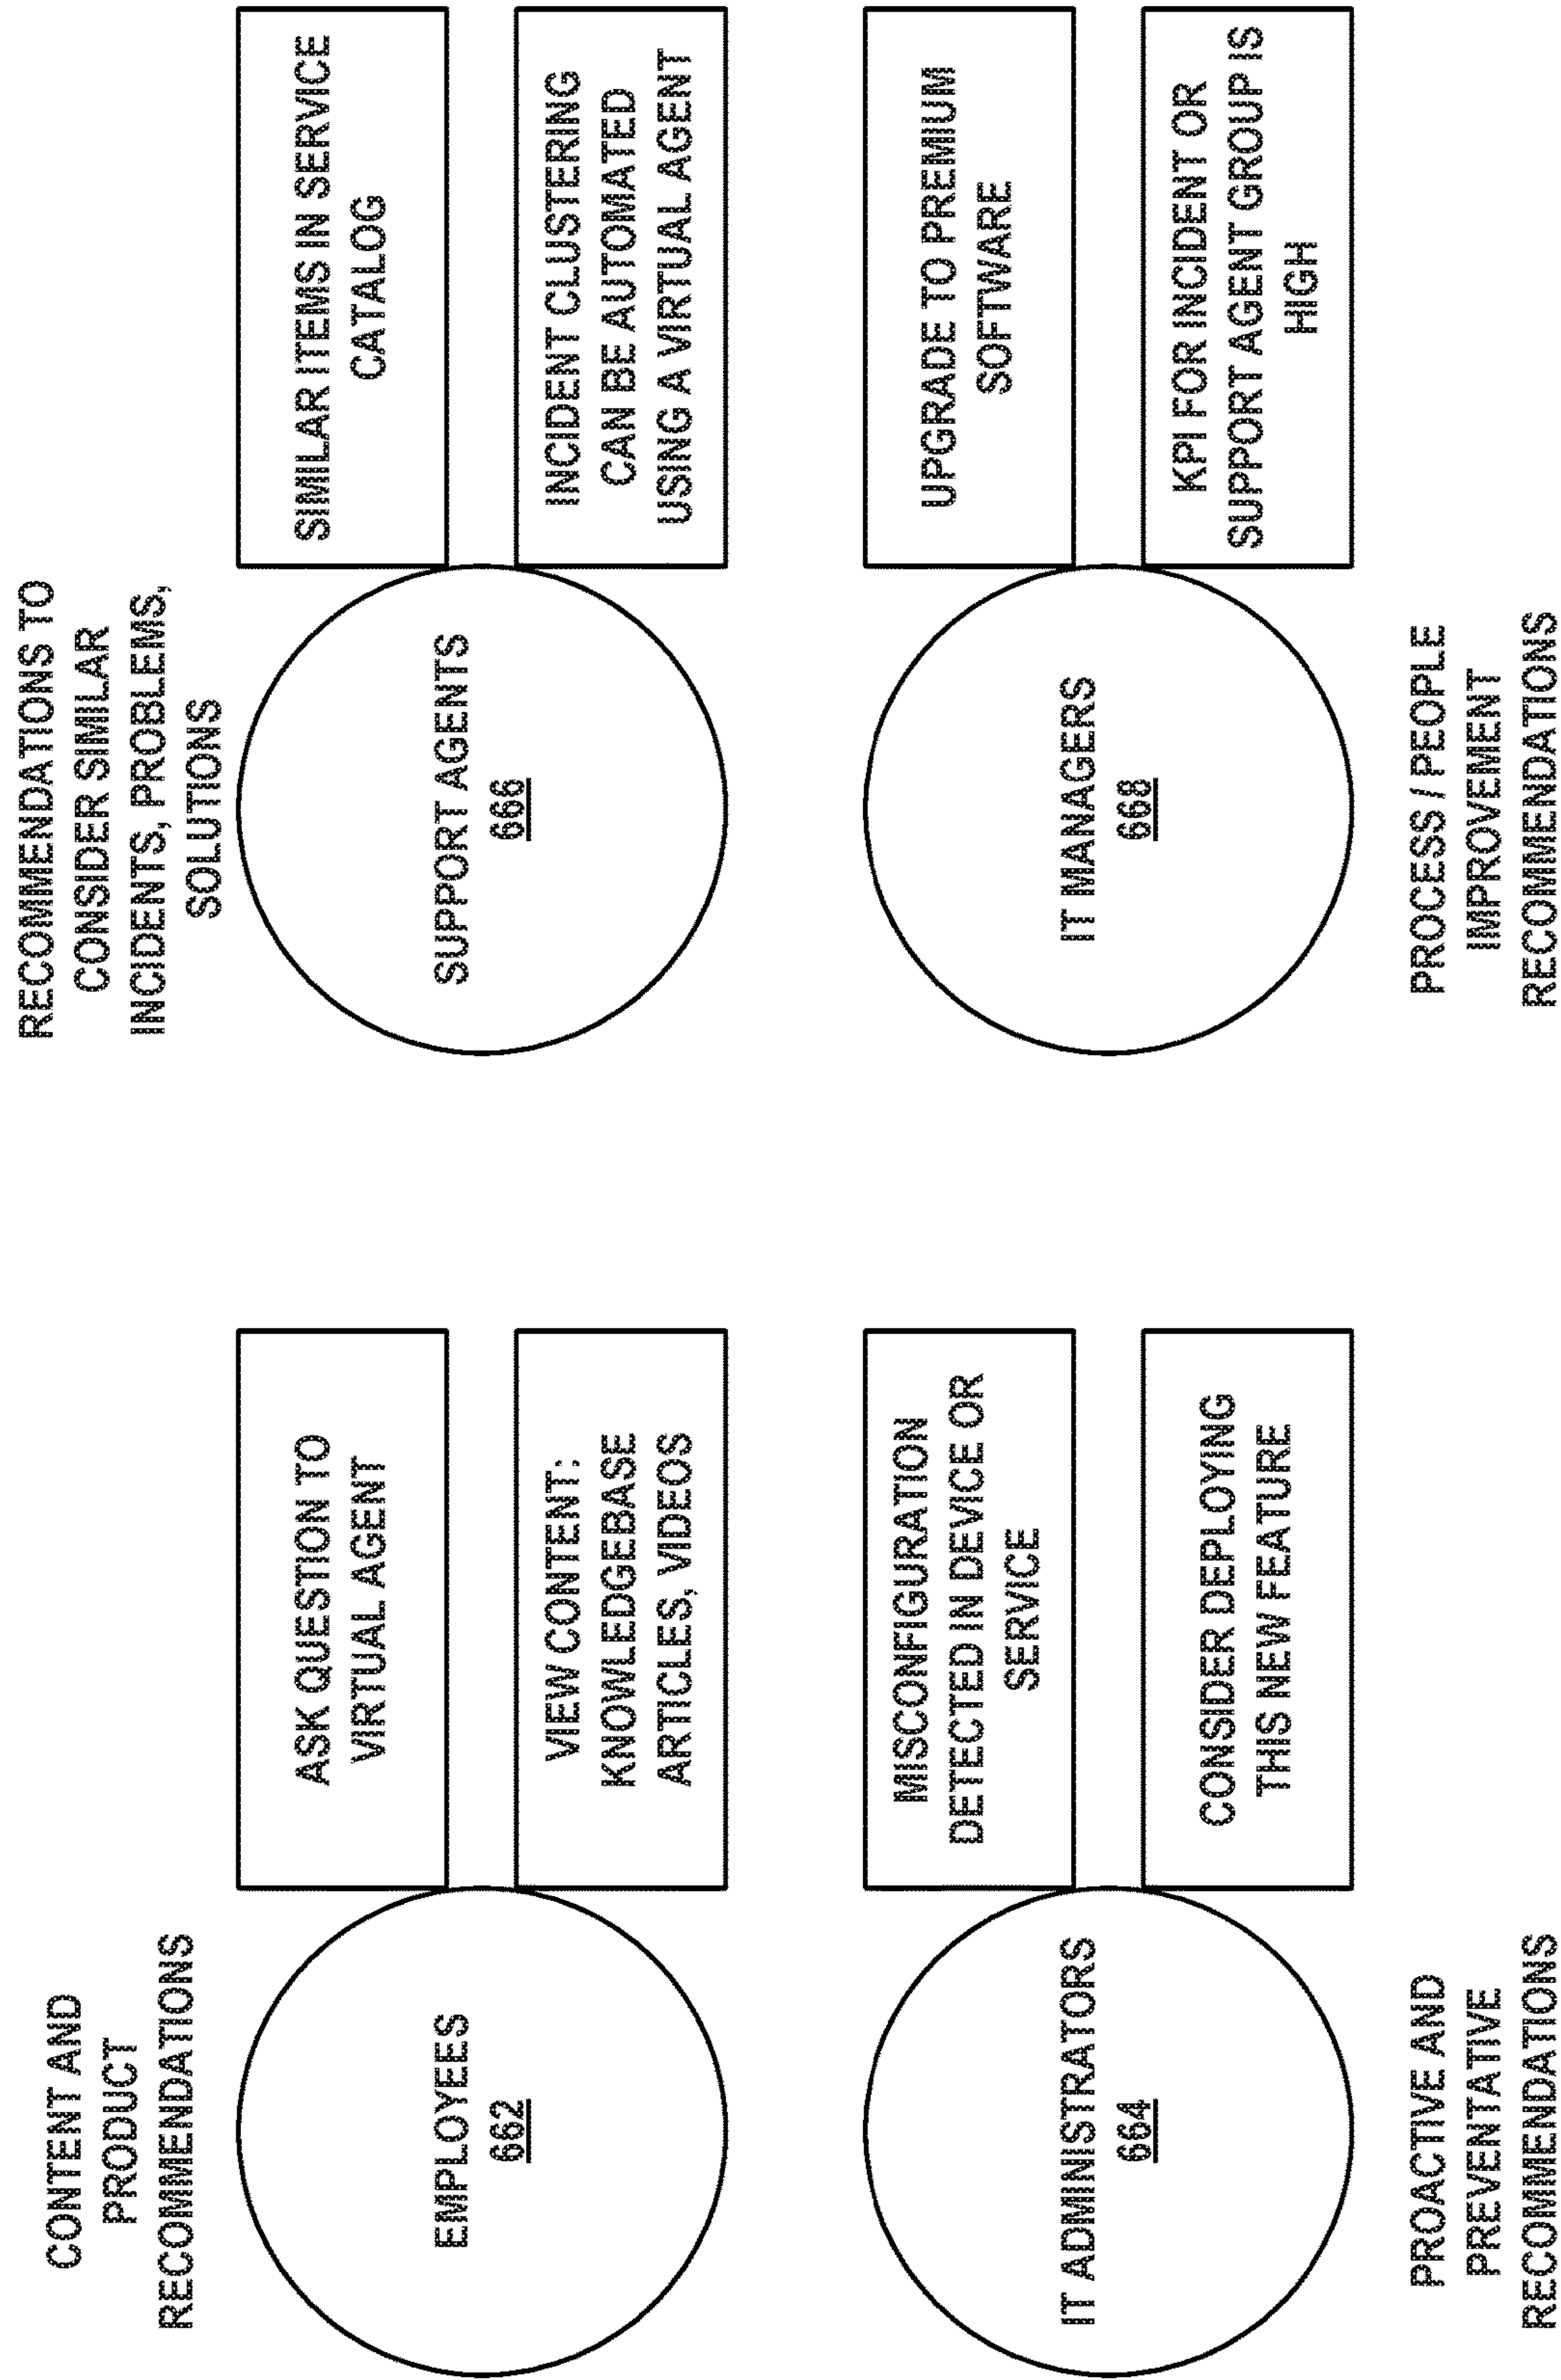 CONTENT AND
PRODUCT
RECOMMENDATIONS
EMPLOYEES
662
ASK QUESTION TO
VIRTUAL AGENT
VIEW CONTENT:
KNOWLEDGEBASE
ARTICLES, VIDEOS
RECOMMENDATIONS TO
CONSIDER SIMILAR
INCIDENTS, PROBLEMS,
SOLUTIONS
SUPPORT AGENTS
666
SIMILAR ITEMS IN SERVICE
CATALOG
INCIDENT CLUSTERING
CAN BE AUTOMATED
USING A VIRTUAL AGENT
IT ADMINISTRATORS
664
MISCONFIGURATION
DETECTED IN DEVICE OR
SERVICE
CONSIDER DEPLOYING
THIS NEW FEATURE
PROACTIVE AND
PREVENTATIVE
RECOMMENDATIONS
IT MANAGERS
668
UPGRADE TO PREMIUM
SOFTWARE
KPI FOR INCIDENT OR
SUPPORT AGENT GROUP IS
HIGH
PROCESS / PEOPLE
IMPROVEMENT
RECOMMENDATIONS